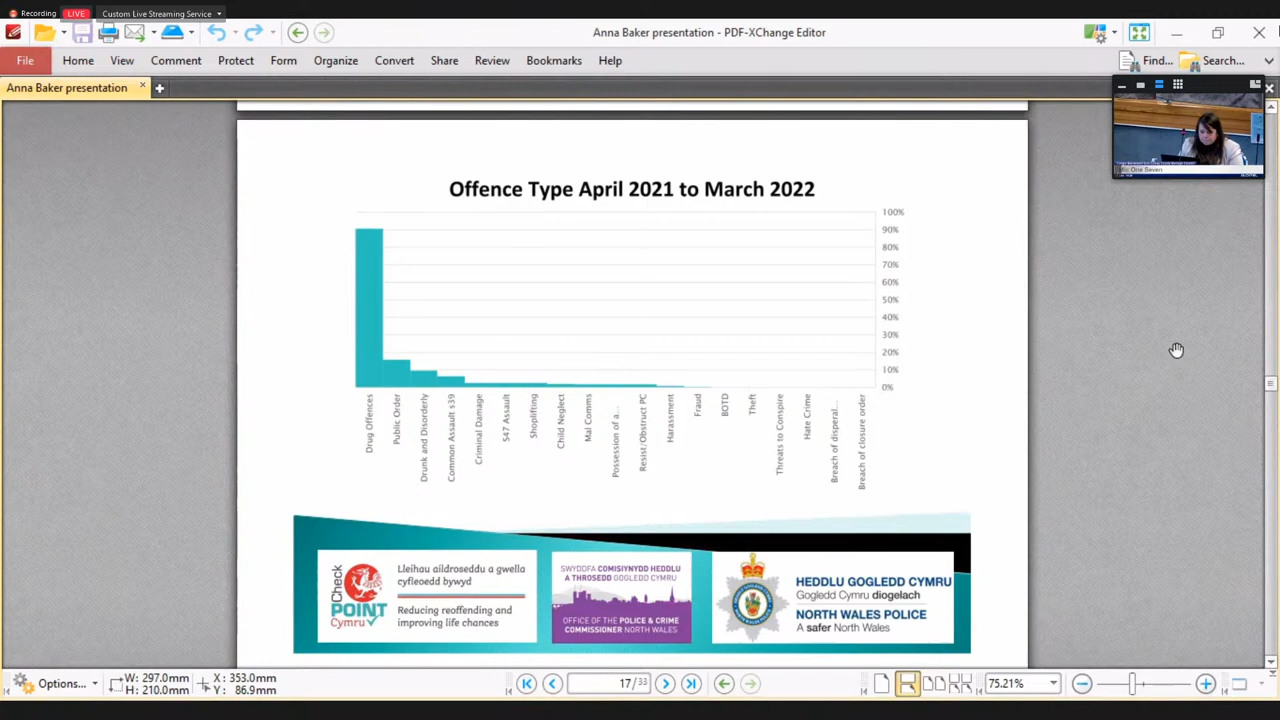 Recording
LIVE
Custom Live Streaming Service
Anna Baker presentation - PDF-XChange Editor
File
Home
View
Comment
Protect
Form
Organize
Convert
Share
Review
Bookmarks
Help
Find...
Search...
Anna Baker presentation
Mic One Seven
Offence Type April 2021 to March 2022
100%
90%
80%
70%
60%
50%
40%
30%
20%
10%
0%
Drug Offences
Public Order
Drunk and Disorderly
Common Assault s39
Criminal Damage
S47 Assault
Shoplifting
Child Neglect
Mal Comms
Possession of a...
Resist/Obstruct PC
Harassment
Fraud
BOTD
Theft
Threats to Conspire
Hate Crime
Breach of disperal...
Breach of closure order
Check
POINT
Cymru
Lleihau aildroseddu a gwella
cyfleoedd bywyd
Reducing reoffending and
improving life chances
SWYDDFA COMISIYNYDD HEDDLU
A THROSEDD GOGLEDD CYMRU
OFFICE OF THE POLICE & CRIME
COMMISSIONER NORTH WALES
HEDDLU GOGLEDD CYMRU
Gogledd Cymru diogelach
NORTH WALES POLICE
A safer North Wales
Options...
W: 297.0mm
H: 210.0mm
X: 353.0mm
Y: 86.9mm
17/33
75.21%